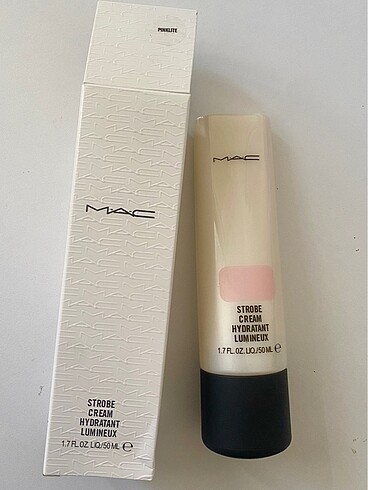 PINKLITE
MAC
STROBE
CREAM
HYDRATANT
LUMINEUX
1.7 FL.OZ. LIQ/50 ML ℮
MAC
STROBE
CREAM
HYDRATANT
LUMINEUX
1.7 FL. OZ. LIQ./50 ML ℮